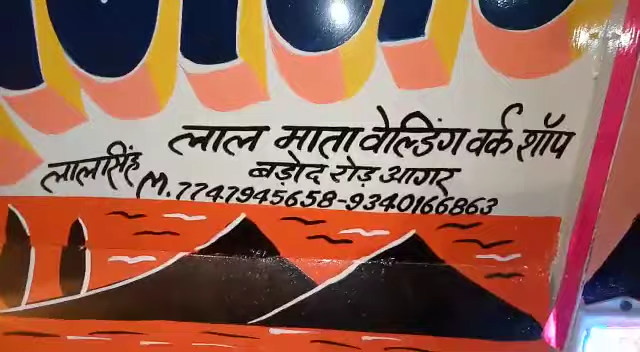 लाल माता वेल्डिंग वर्क शॉप
बड़ोद रोड़ आगर
लालसिंह M. 7747945658-9340166863